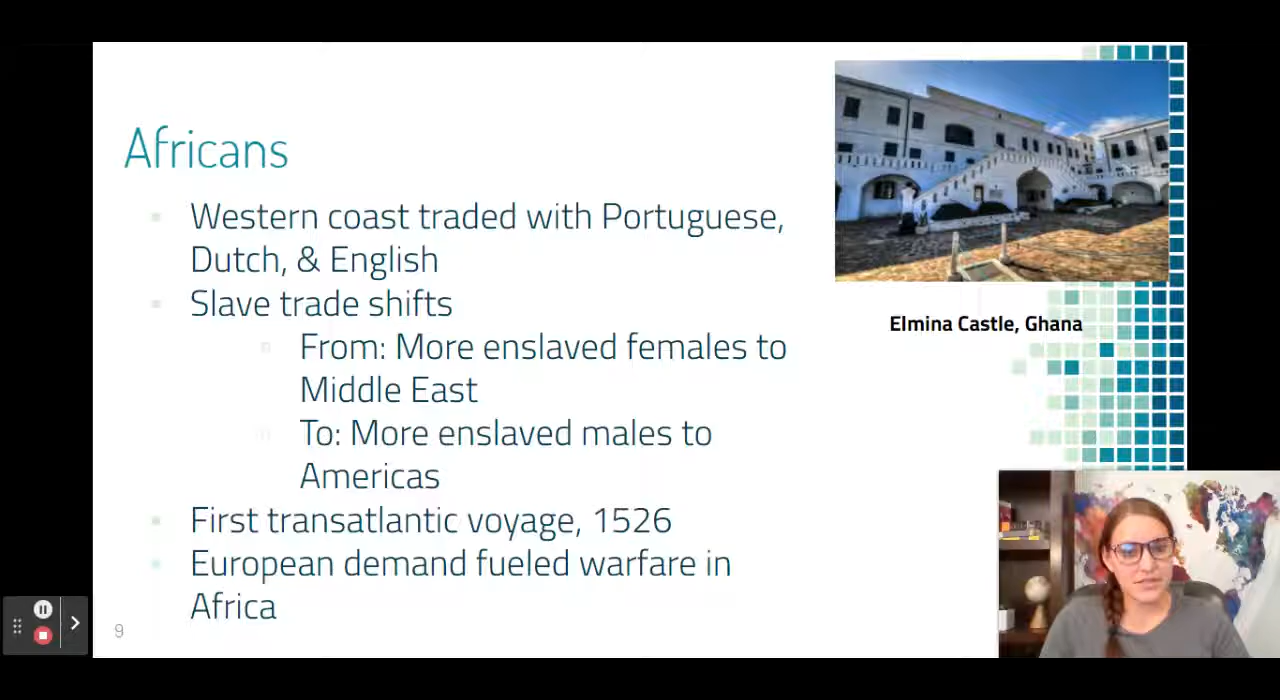 Africans
Western coast traded with Portuguese,
Dutch, & English
Slave trade shifts
From: More enslaved females to
Middle East
To: More enslaved males to
Americas
First transatlantic voyage, 1526
European demand fueled warfare in
Africa
Elmina Castle, Ghana
9